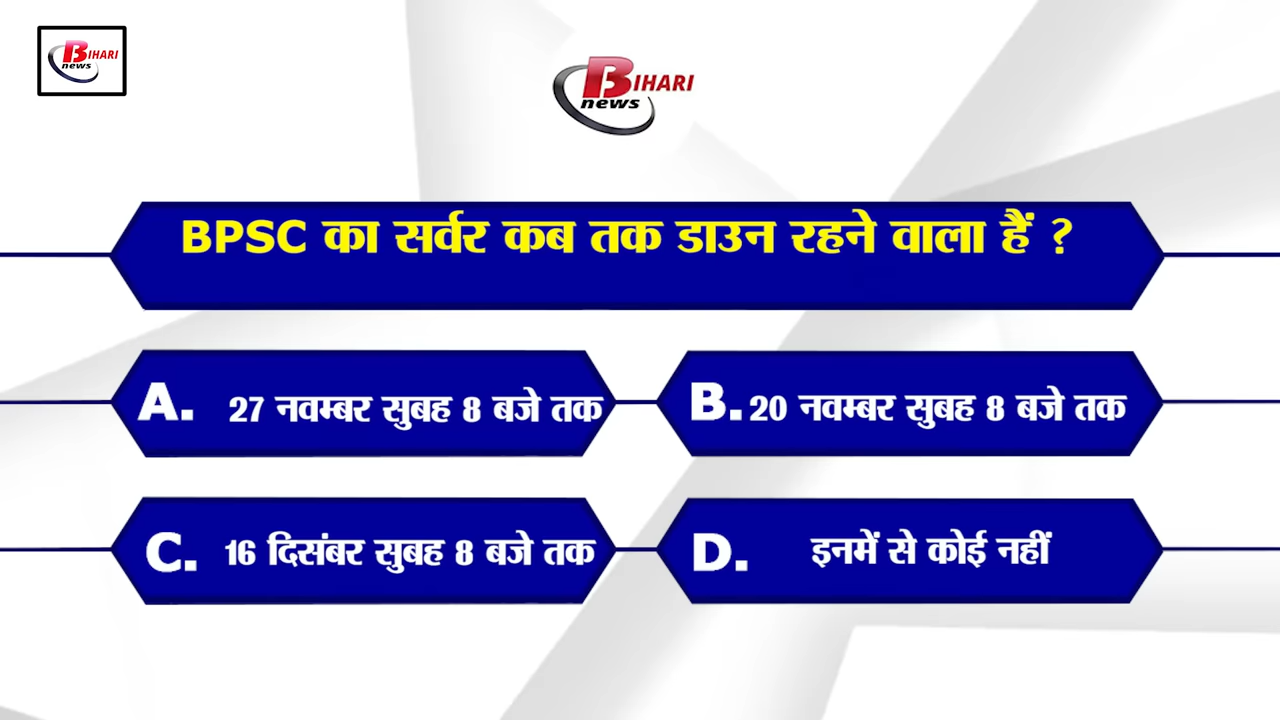 BIHARI
news
BIHARI
news
BPSC का सर्वर कब तक डाउन रहने वाला हैं ?
A. 27 नवम्बर सुबह 8 बजे तक
B. 20 नवम्बर सुबह 8 बजे तक
C. 16 दिसंबर सुबह 8 बजे तक
D. इनमें से कोई नहीं